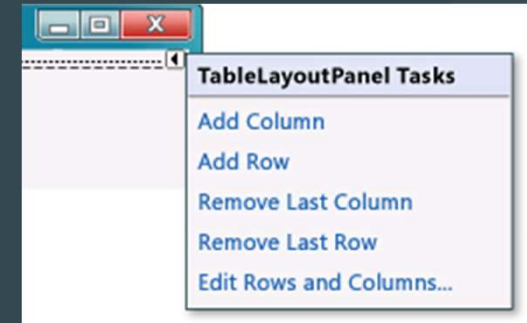 TableLayoutPanel Tasks
Add Column
Add Row
Remove Last Column
Remove Last Row
Edit Rows and Columns...